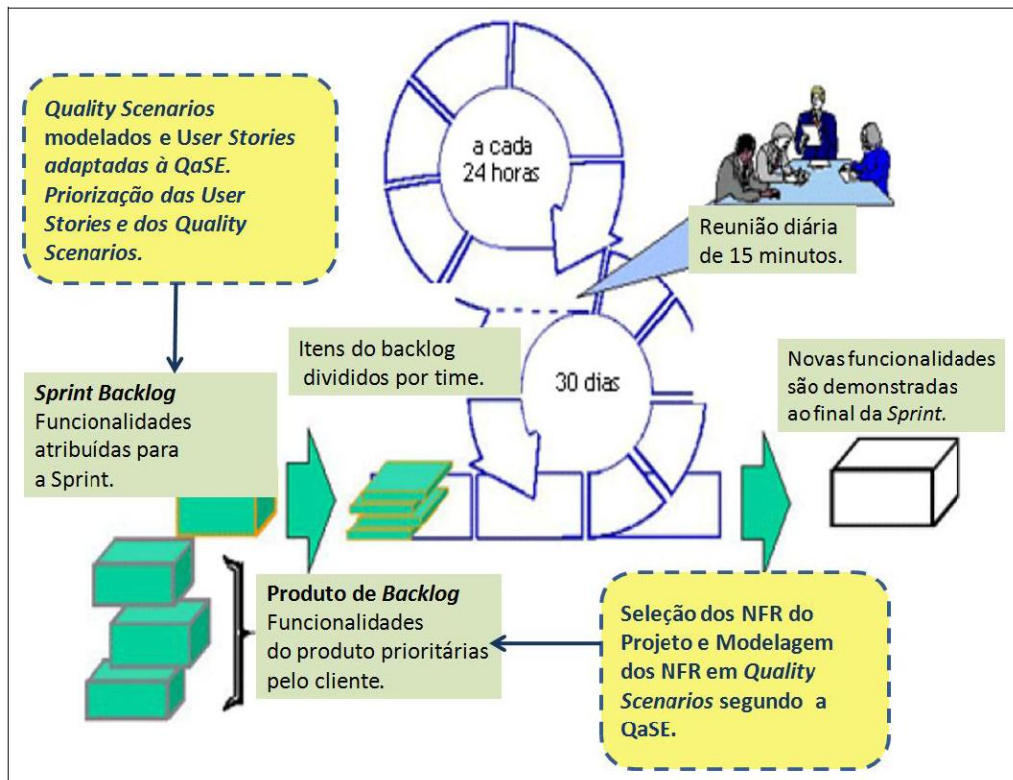 Quality Scenarios
modelados e User Stories
adaptadas à QaSE.
Priorização das User
Stories e dos Quality
Scenarios.
a cada
24 horas
Reunião diária
de 15 minutos.
Itens do backlog
divididos por time.
30 dias
Novas funcionalidades
são demonstradas
ao final da Sprint.
Sprint Backlog
Funcionalidades
atribuídas para
a Sprint.
Produto de Backlog
Funcionalidades
do produto prioritárias
pelo cliente.
Seleção dos NFR do
Projeto e Modelagem
dos NFR em Quality
Scenarios segundo a
QaSE.